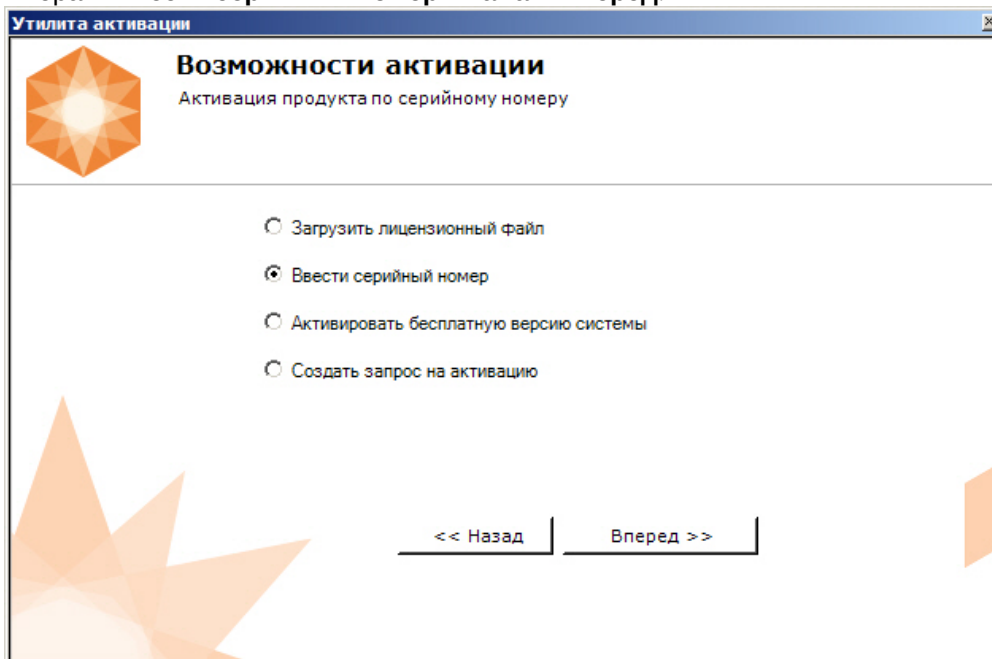 Утилита активации
Возможности активации
Активация продукта по серийному номеру
Загрузить лицензионный файл
Ввести серийный номер
Активировать бесплатную версию системы
Создать запрос на активацию
<< Назад
Вперед >>